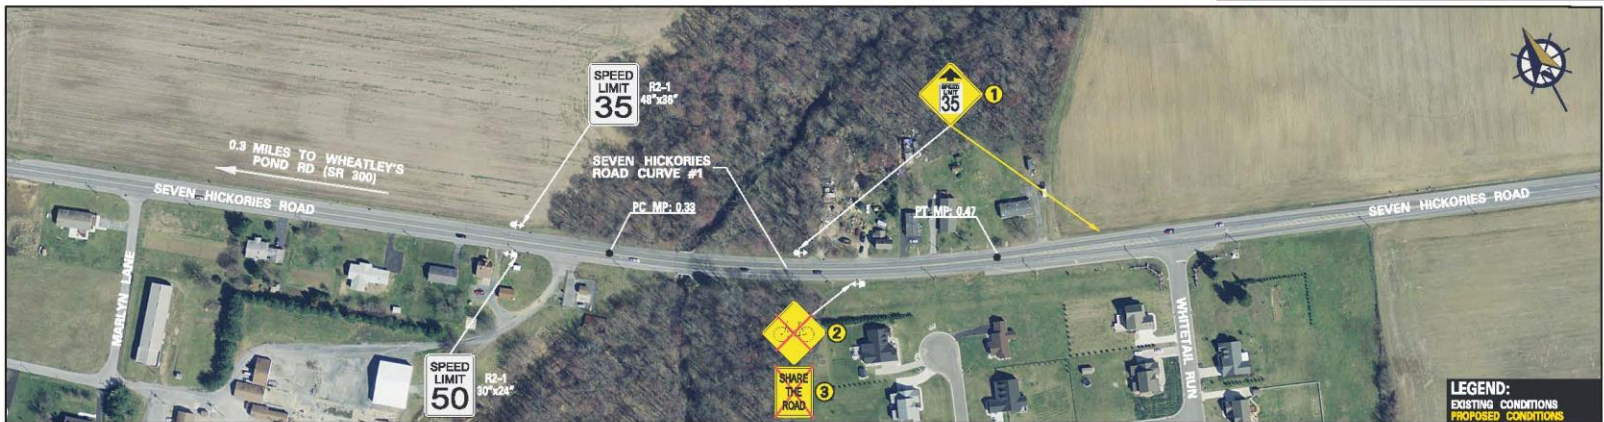 SPEED
LIMIT
35
R2-1
48"x36"
SPEED
LIMIT
35
1
0.3 MILES TO WHEATLEY'S
POND RD (SR 300)
SEVEN HICKORIES
ROAD CURVE #1
SEVEN HICKORIES ROAD
PC MP: 0.33
PT MP: 0.47
SEVEN HICKORIES ROAD
MARLYN LANE
WHITETAIL RUN
2
SPEED
LIMIT
50
R2-1
30"x24"
SHARE
THE
ROAD
3
LEGEND:
EXISTING CONDITIONS
PROPOSED CONDITIONS